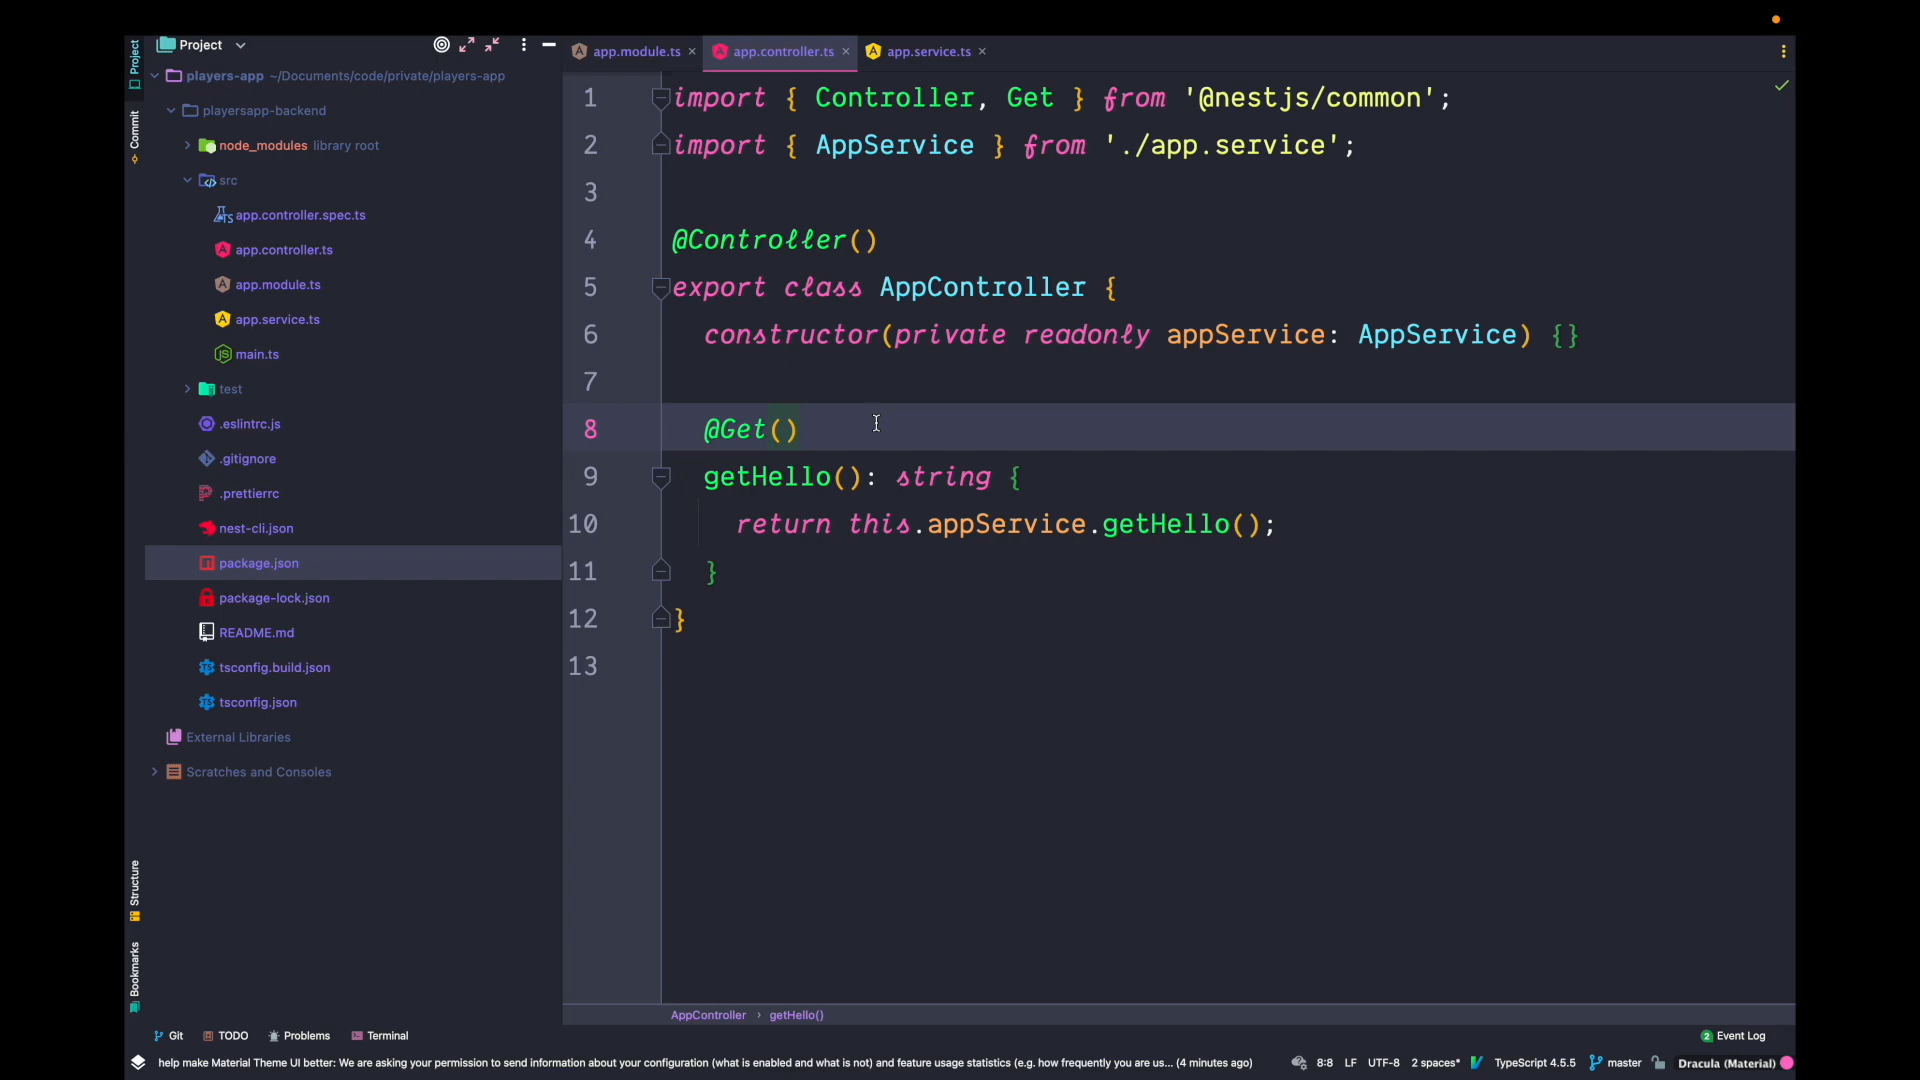 Project
Commit
Structure
Bookmarks
Project
players-app ~/Documents/code/private/players-app
playersapp-backend
node_modules library root
src
app.controller.spec.ts
app.controller.ts
app.module.ts
app.service.ts
main.ts
test
.eslintrc.js
.gitignore
.prettierrc
nest-cli.json
package.json
package-lock.json
README.md
tsconfig.build.json
tsconfig.json
External Libraries
Scratches and Consoles
app.module.ts × app.controller.ts × app.service.ts ×
1 import { Controller, Get } from '@nestjs/common';
2 import { AppService } from './app.service';
3
4 @Controller()
5 export class AppController {
6 constructor(private readonly appService: AppService) {}
7
8 @Get()
9 getHello(): string {
10 return this.appService.getHello();
11 }
12 }
13
AppController › getHello()
Git TODO Problems Terminal 2 Event Log
help make Material Theme UI better: We are asking your permission to send information about your configuration (what is enabled and what is not) and feature usage statistics (e.g. how frequently you are us... (4 minutes ago) 8:8 LF UTF-8 2 spaces* TypeScript 4.5.5 master Dracula (Material)